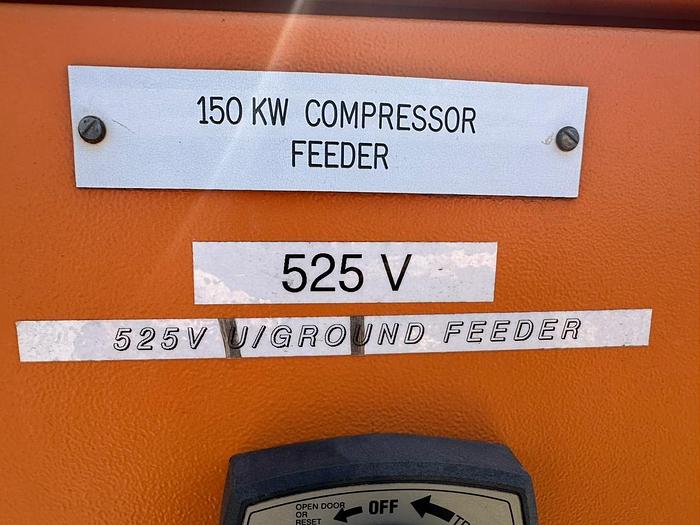 150 KW COMPRESSOR
FEEDER
525 V
525V U/GROUND FEEDER
OPEN DOOR
OR
RESET
OFF